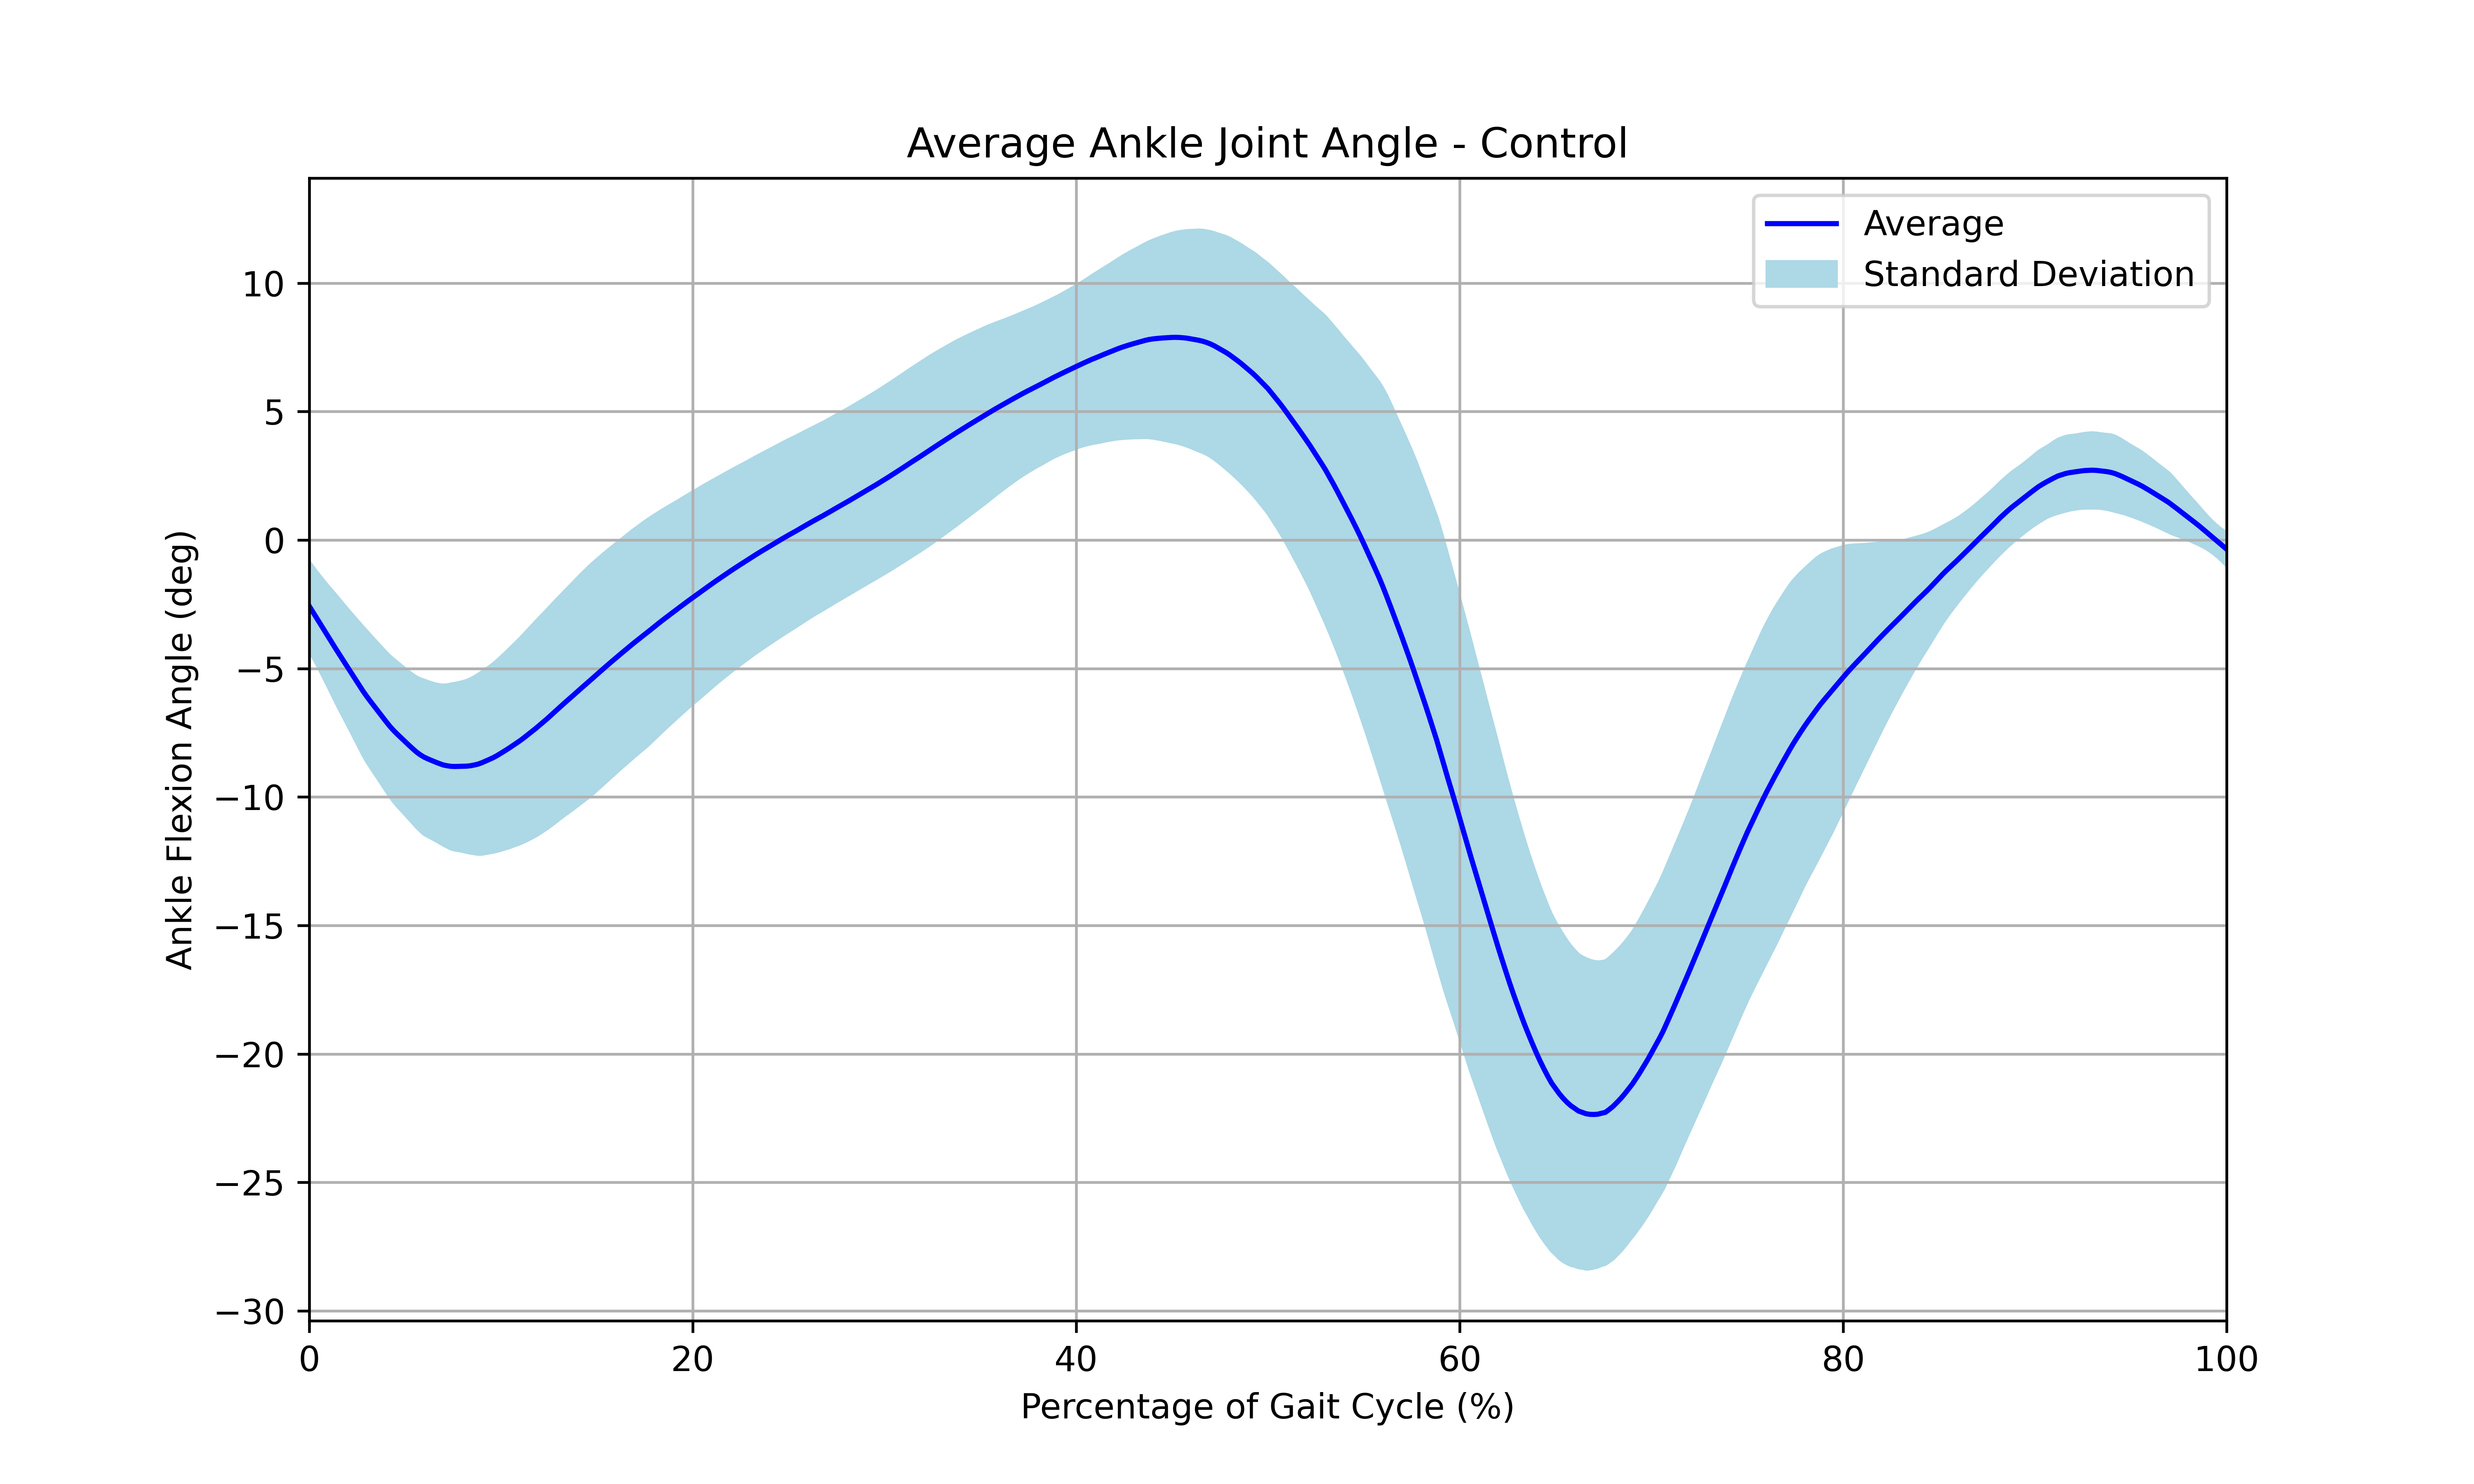 Average Ankle Joint Angle - Control
Average
Standard Deviation
Ankle Flexion Angle (deg)
10
5
0
−5
−10
−15
−20
−25
−30
0 20 40 60 80 100
Percentage of Gait Cycle (%)